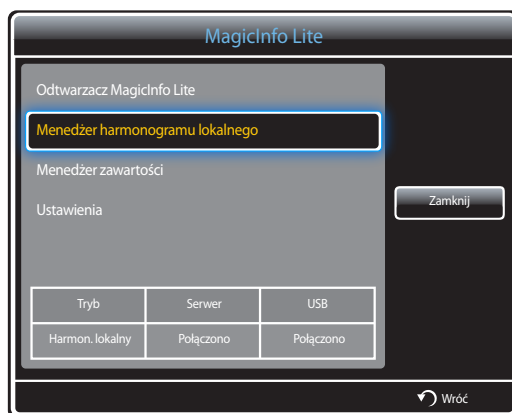 MagicInfo Lite
Odtwarzacz MagicInfo Lite
Menedżer harmonogramu lokalnego
Menedżer zawartości
Ustawienia
Zamknij
Tryb Serwer USB
Harmon. lokalny Połączono Połączono
Wróć